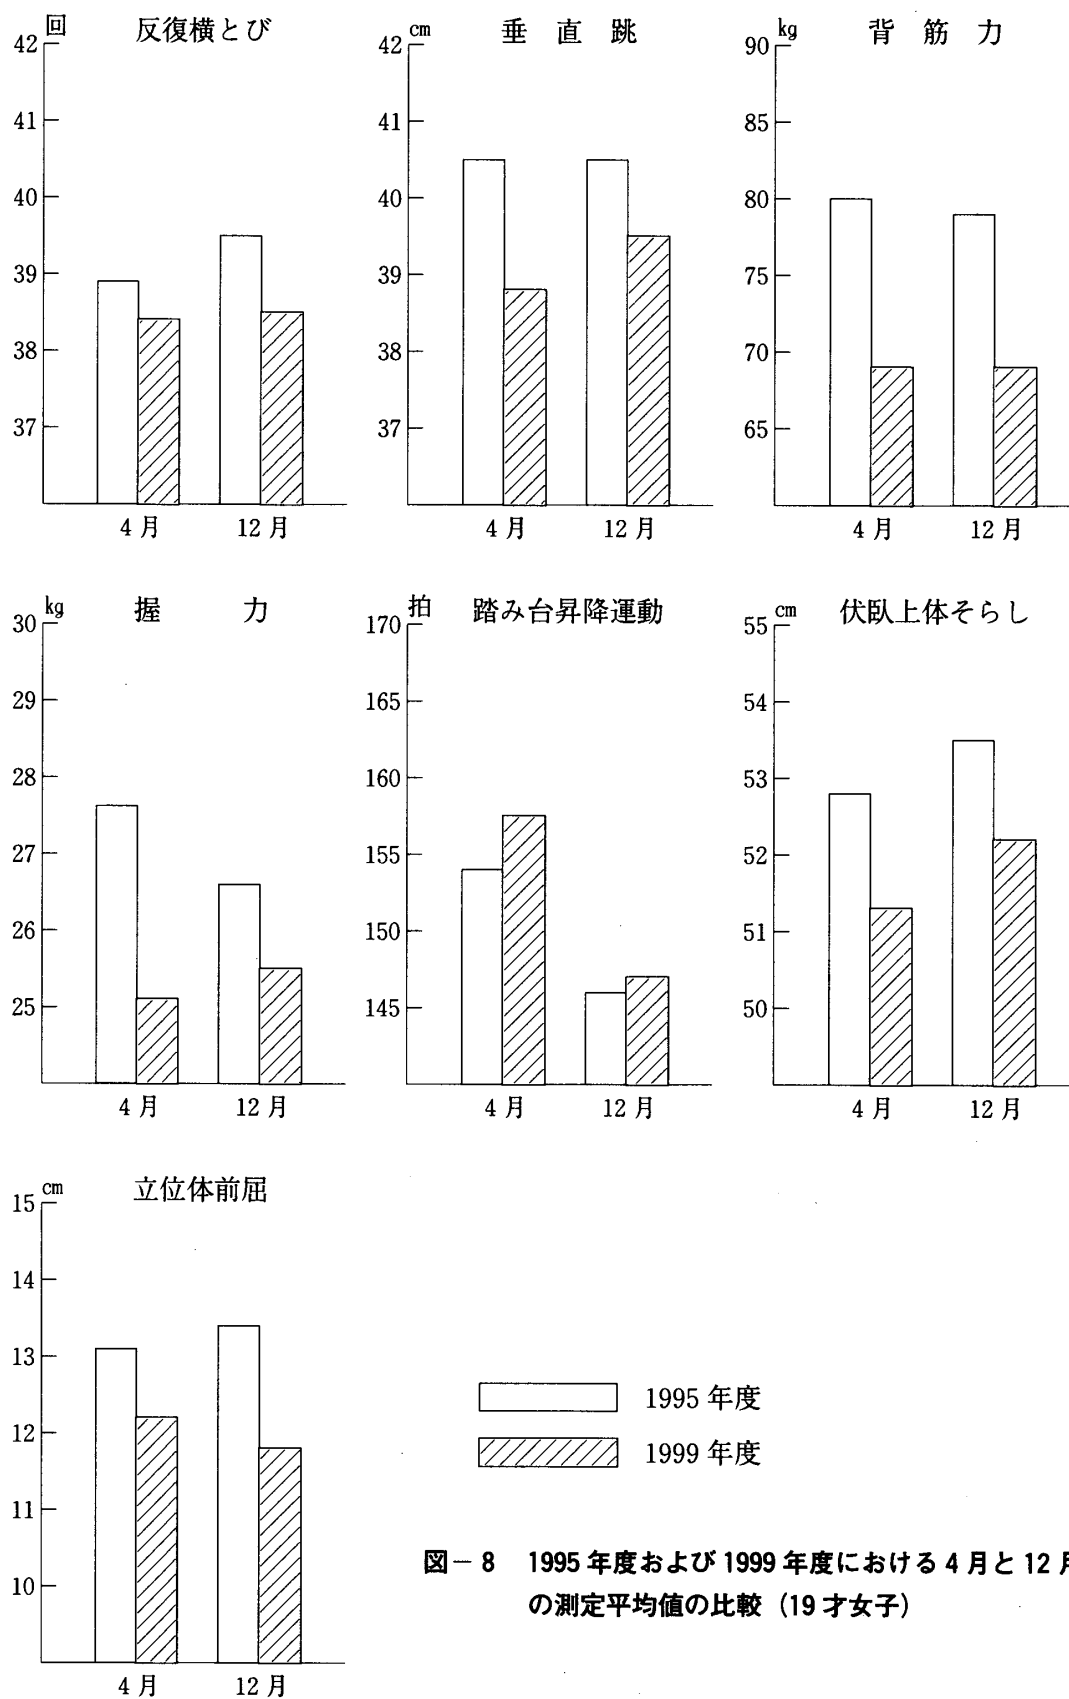 反復横とび
回
42
41
40
39
38
37
4月
12月
垂直跳
cm
42
41
40
39
38
37
4月
12月
背筋力
kg
90
85
80
75
70
65
4月
12月
握力
kg
30
29
28
27
26
25
4月
12月
踏み台昇降運動
拍
170
165
160
155
150
145
4月
12月
伏臥上体そらし
cm
55
54
53
52
51
50
4月
12月
立位体前屈
cm
15
14
13
12
11
10
4月
12月
1995年度
1999年度
図－8 1995年度および1999年度における4月と12月
の測定平均値の比較（19才女子）